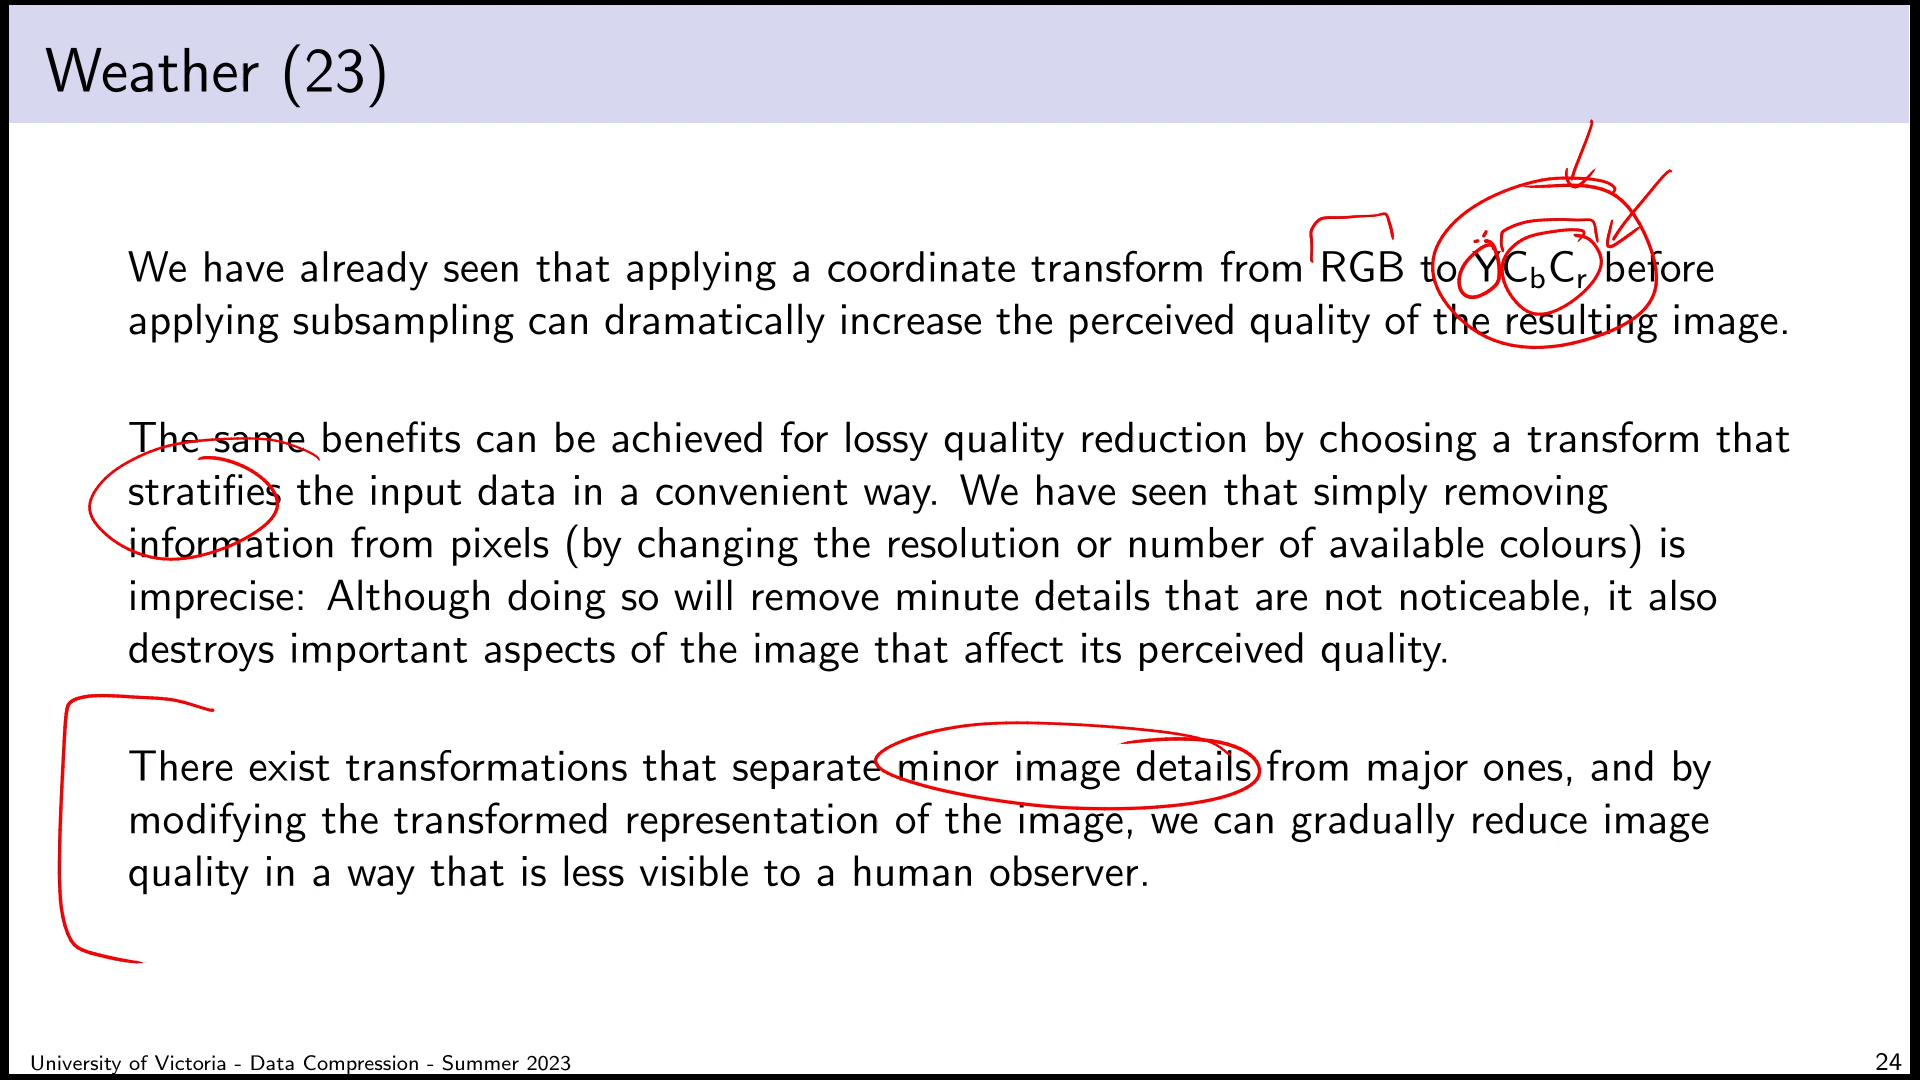 Weather (23)
We have already seen that applying a coordinate transform from RGB to YCbCr before
applying subsampling can dramatically increase the perceived quality of the resulting image.
The same benefits can be achieved for lossy quality reduction by choosing a transform that
stratifies the input data in a convenient way. We have seen that simply removing
information from pixels (by changing the resolution or number of available colours) is
imprecise: Although doing so will remove minute details that are not noticeable, it also
destroys important aspects of the image that affect its perceived quality.
There exist transformations that separate minor image details from major ones, and by
modifying the transformed representation of the image, we can gradually reduce image
quality in a way that is less visible to a human observer.
University of Victoria - Data Compression - Summer 2023
24